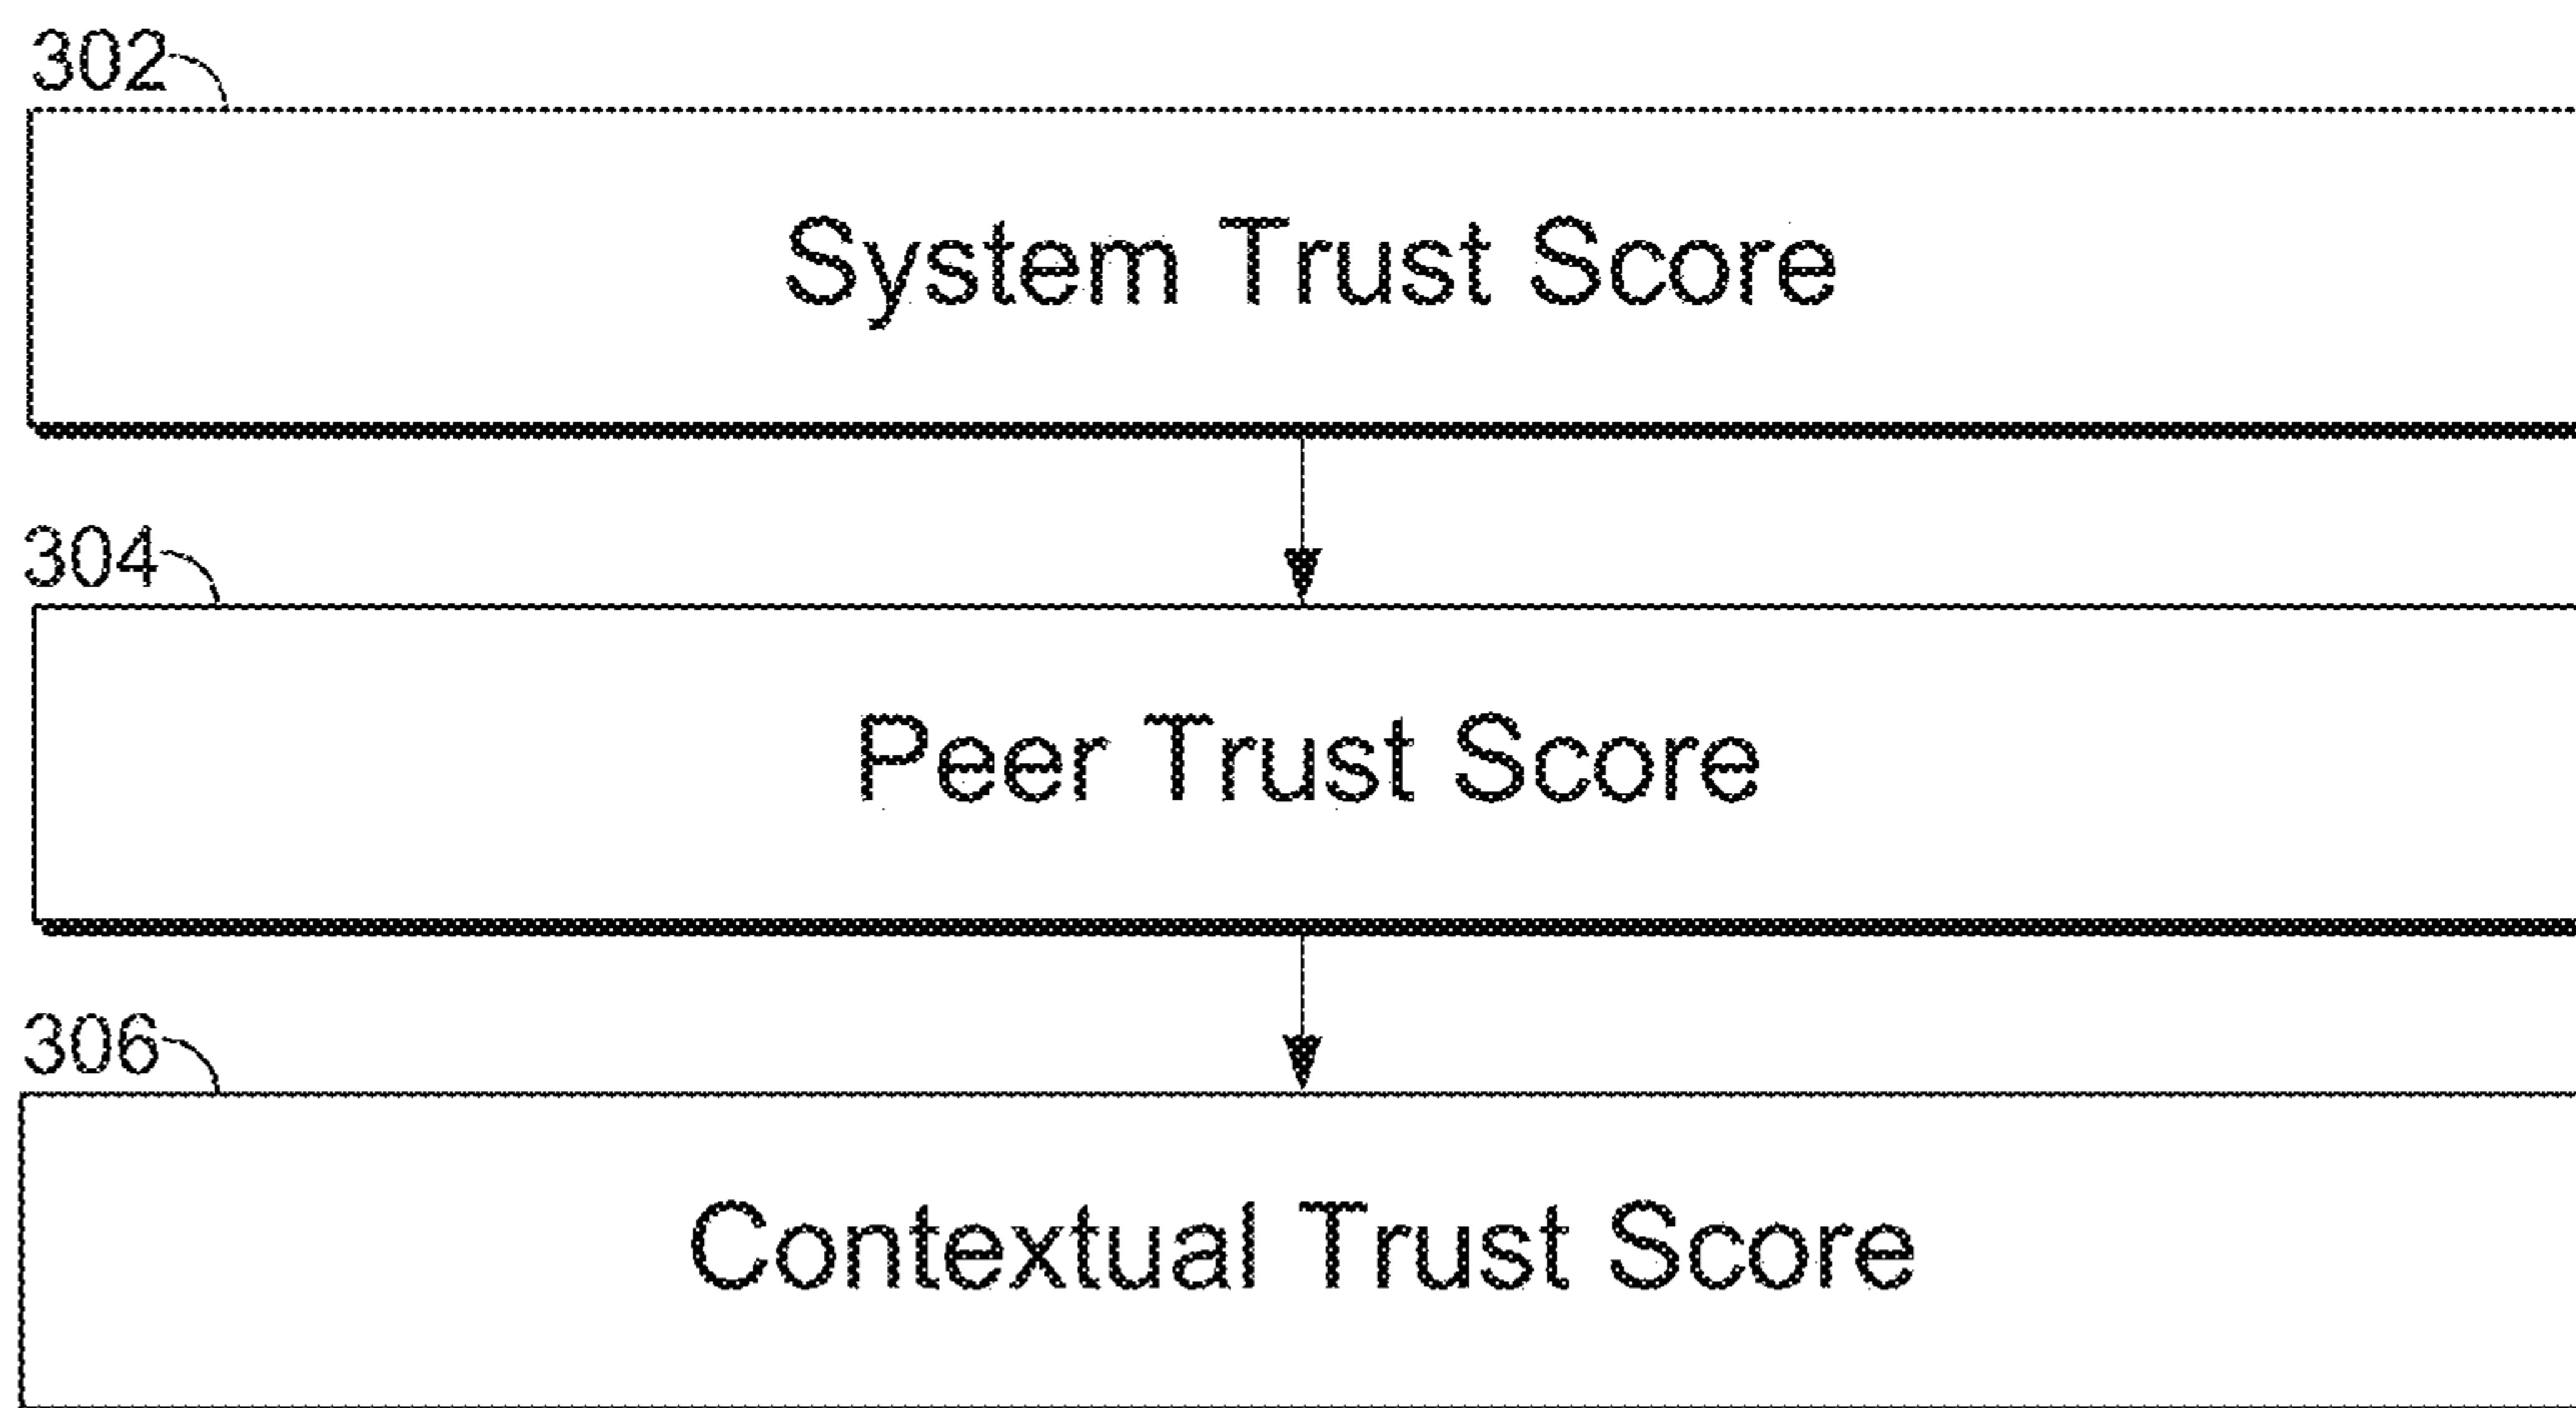 302
System Trust Score
304
Peer Trust Score
306
Contextual Trust Score